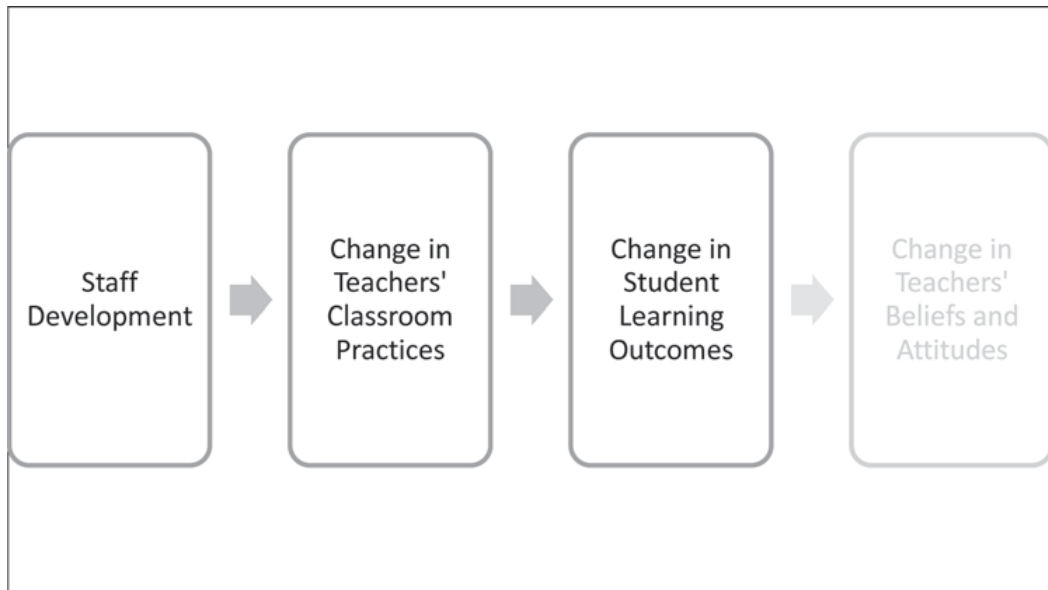 Staff
Development
Change in
Teachers'
Classroom
Practices
Change in
Student
Learning
Outcomes
Change in
Teachers'
Beliefs and
Attitudes